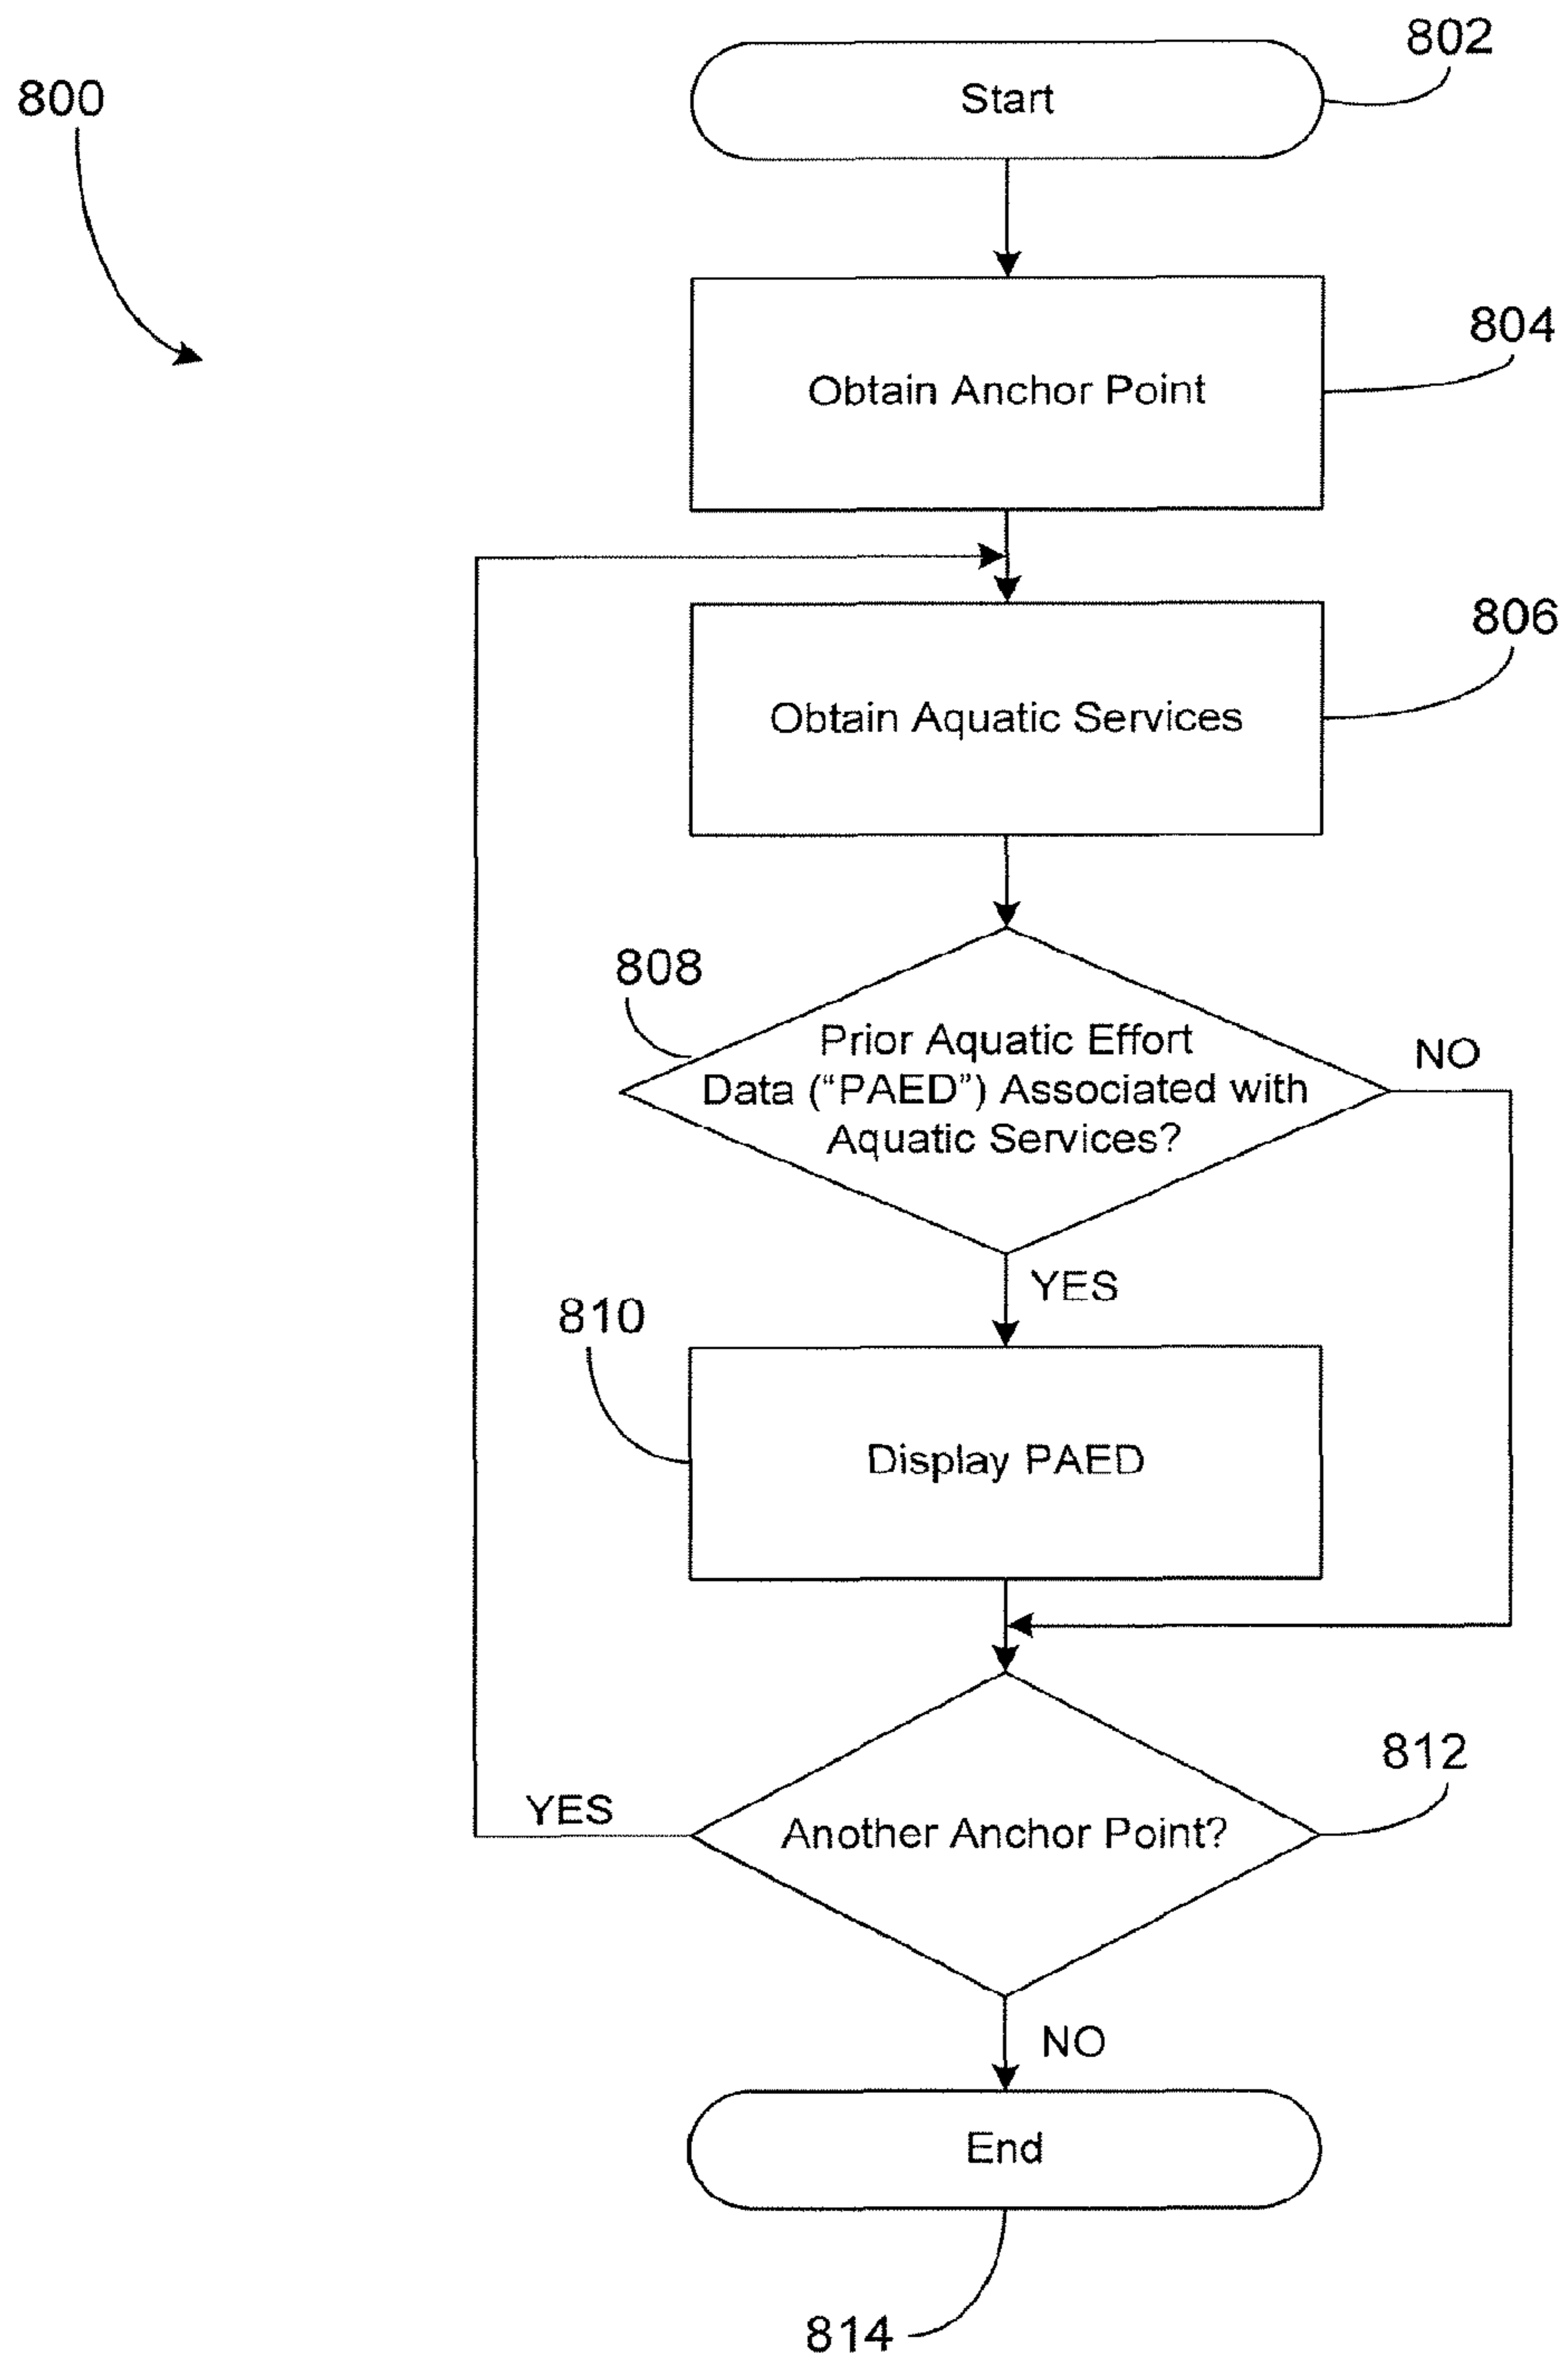 800
802
Start
804
Obtain Anchor Point
806
Obtain Aquatic Services
808
Prior Aquatic Effort
Data (“PAED”) Associated with
Aquatic Services?
NO
YES
810
Display PAED
812
Another Anchor Point?
YES
NO
End
814